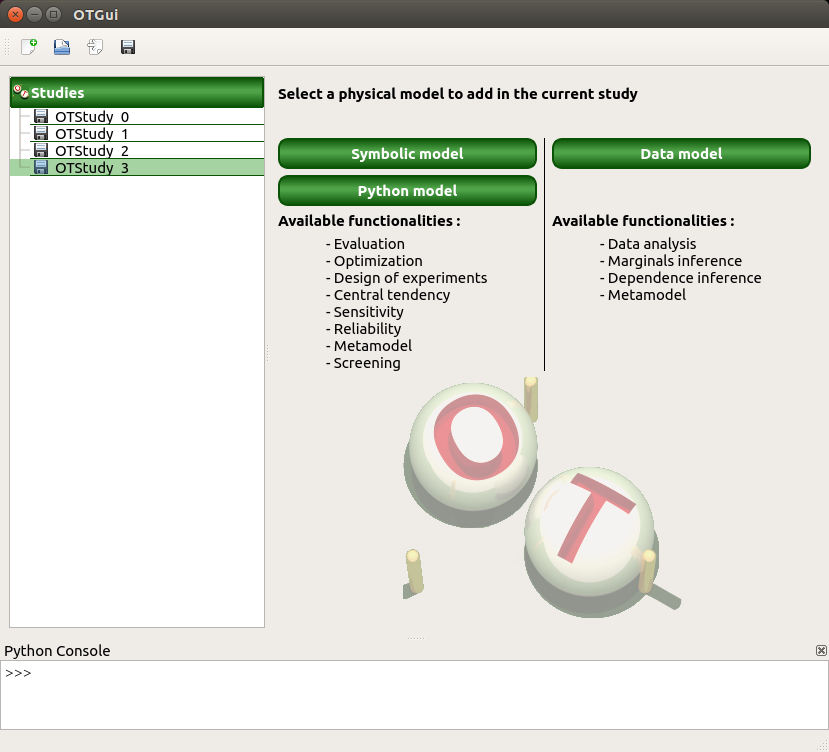 OTGui
Studies
OTStudy_0
OTStudy_1
OTStudy_2
OTStudy_3
Select a physical model to add in the current study
Symbolic model
Python model
Available functionalities :
- Evaluation
- Optimization
- Design of experiments
- Central tendency
- Sensitivity
- Reliability
- Metamodel
- Screening
Data model
Available functionalities :
- Data analysis
- Marginals inference
- Dependence inference
- Metamodel
O
T
Python Console
>>>